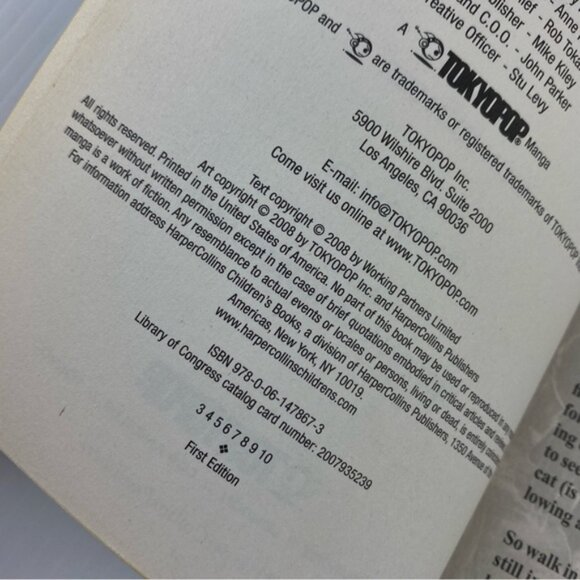 - Anne
er - Rob Toka
lisher - Mike Kiley
and C.O.O. - John Parker
reative Officer - Stu Levy
A TOKYOPOP Manga
POP and are trademarks or registered trademarks of TOKYOPOP
TOKYOPOP Inc.
5900 Wilshire Blvd. Suite 2000
Los Angeles, CA 90036
E-mail: info@TOKYOPOP.com
Come visit us online at www.TOKYOPOP.com
Text copyright © 2008 by Working Partners Limited
Art copyright © 2008 by TOKYOPOP Inc. and HarperCollins Publishers
All rights reserved. Printed in the United States of America. No part of this book may be used or reproduced in any
whatsoever without written permission except in the case of brief quotations embodied in critical articles and
manga is a work of fiction. Any resemblance to actual events or locales or persons, living or dead, is entirely
For information address HarperCollins Children's Books, a division of HarperCollins Publishers, 1350 Avenue of
Americas, New York, NY 10019.
www.harpercollinschildrens.com
ISBN 978-0-06-147867-3
Library of Congress catalog card number: 2007935239
3 4 5 6 7 8 9 10
❖
First Edition
fo
ing
to se
cat (is
lowing a
So walk in
still i